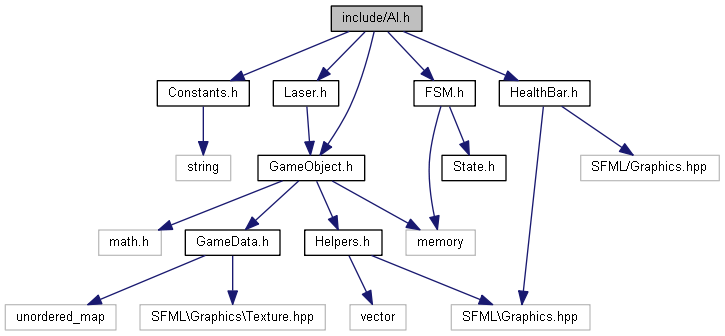 include/AI.h
Constants.h
Laser.h
FSM.h
HealthBar.h
string
GameObject.h
State.h
SFML/Graphics.hpp
math.h
GameData.h
Helpers.h
memory
unordered_map
SFML\Graphics\Texture.hpp
vector
SFML\Graphics.hpp